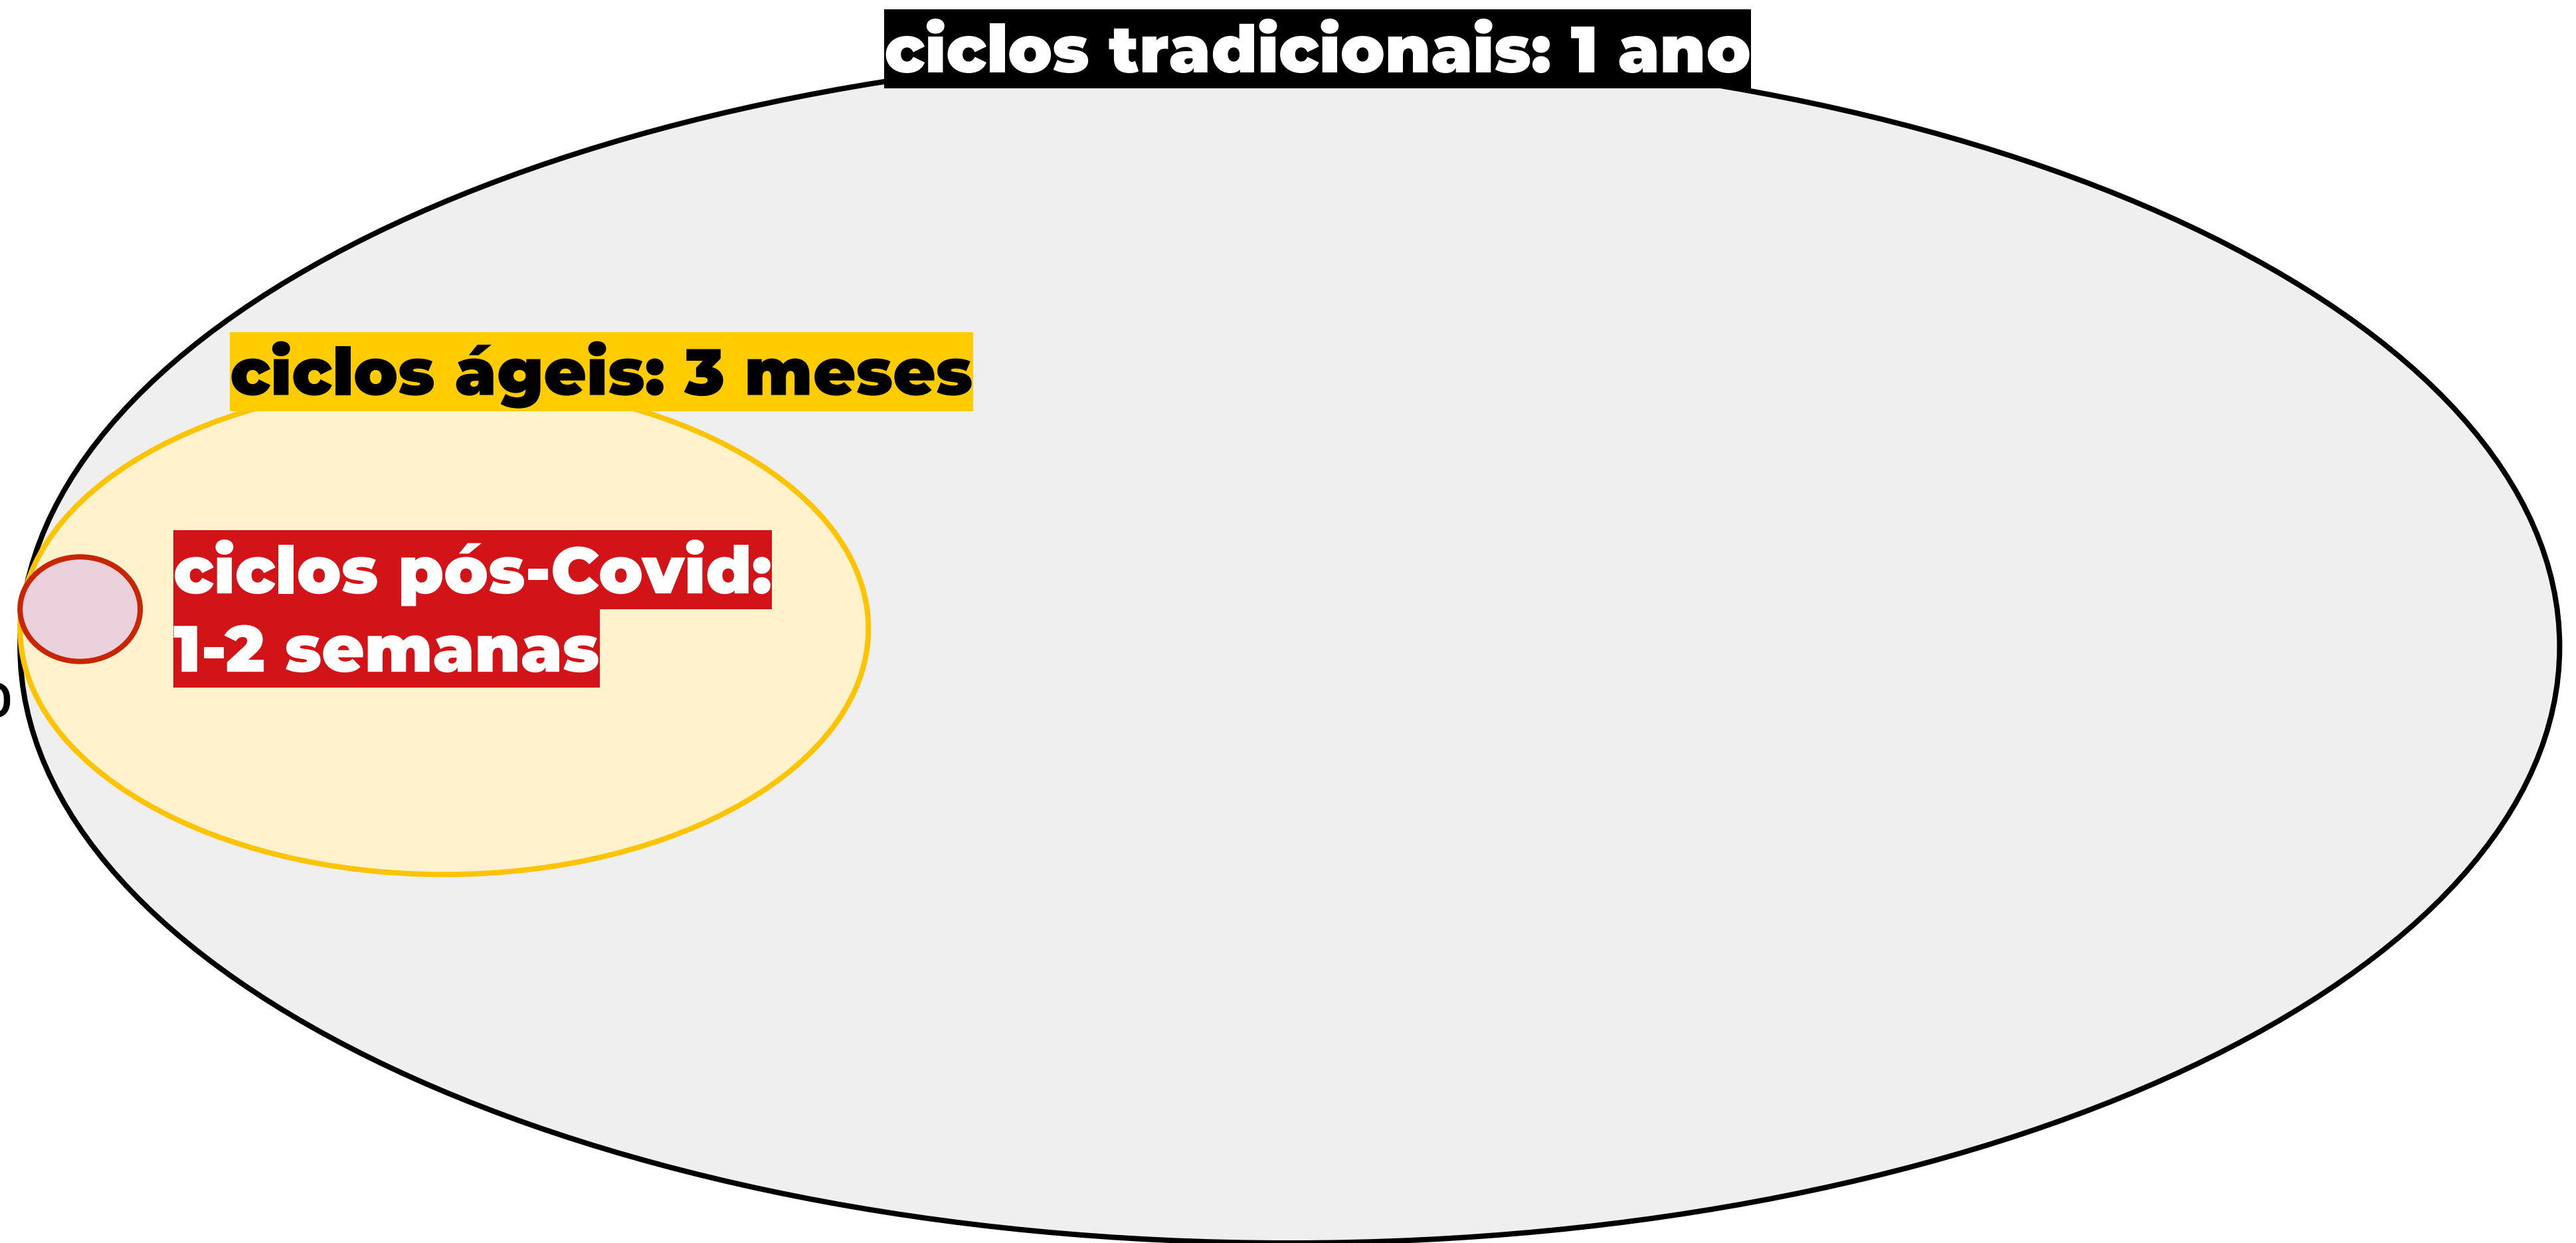 ciclos tradicionais: 1 ano
ciclos ágeis: 3 meses
ciclos pós-Covid:
1-2 semanas